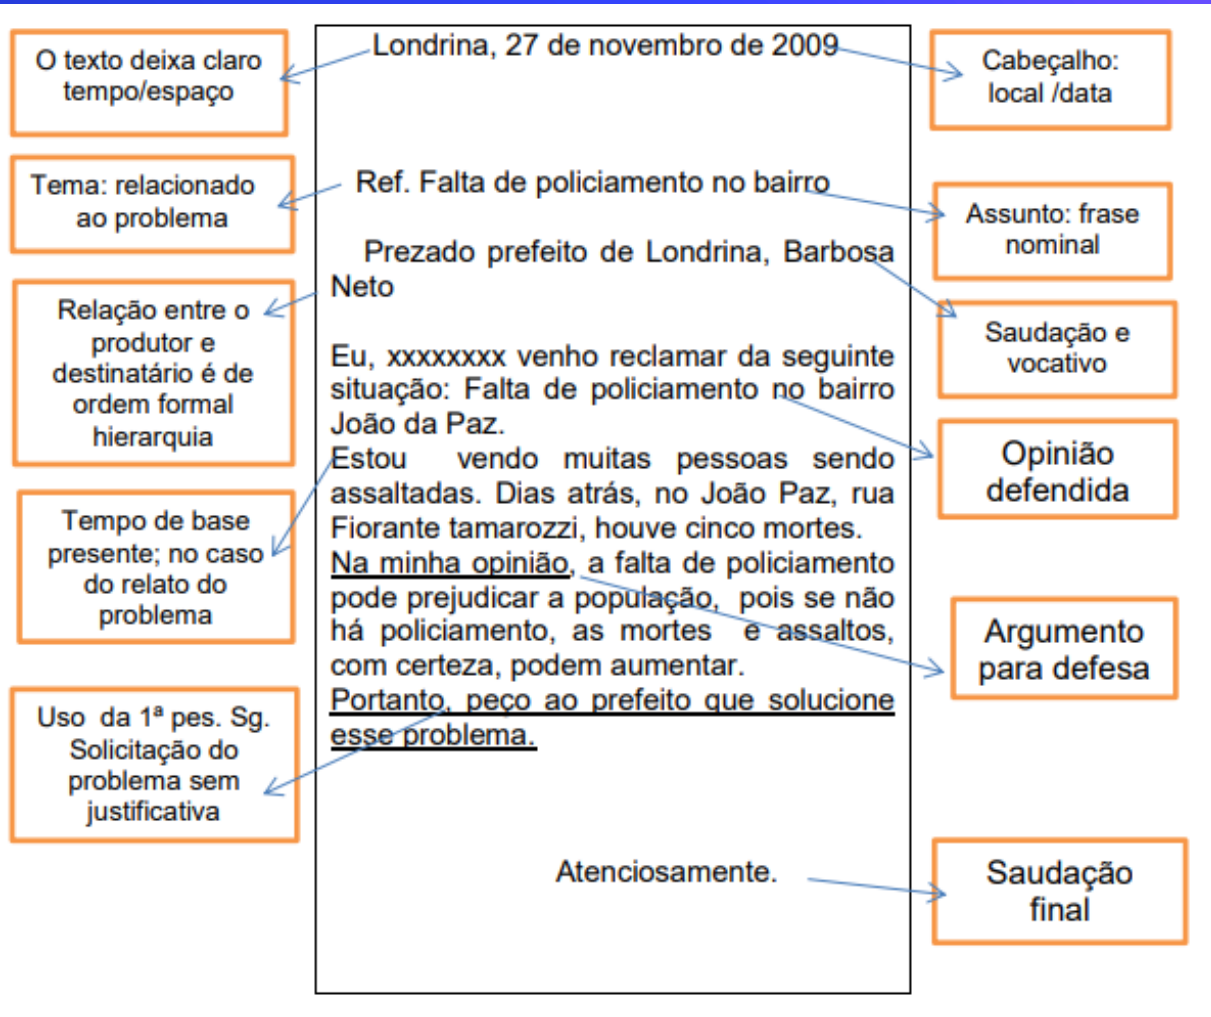 O texto deixa claro
tempo/espaço
Tema: relacionado
ao problema
Relação entre o
produtor e
destinatário é de
ordem formal
hierarquia
Tempo de base
presente; no caso
do relato do
problema
Uso da 1ª pes. Sg.
Solicitação do
problema sem
justificativa
Londrina, 27 de novembro de 2009
Ref. Falta de policiamento no bairro
Prezado prefeito de Londrina, Barbosa
Neto
Eu, xxxxxxxx venho reclamar da seguinte
situação: Falta de policiamento no bairro
João da Paz.
Estou vendo muitas pessoas sendo
assaltadas. Dias atrás, no João Paz, rua
Fiorante tamarozzi, houve cinco mortes.
Na minha opinião, a falta de policiamento
pode prejudicar a população, pois se não
há policiamento, as mortes e assaltos,
com certeza, podem aumentar.
Portanto, peço ao prefeito que solucione
esse problema.
Atenciosamente.
Cabeçalho:
local /data
Assunto: frase
nominal
Saudação e
vocativo
Opinião
defendida
Argumento
para defesa
Saudação
final